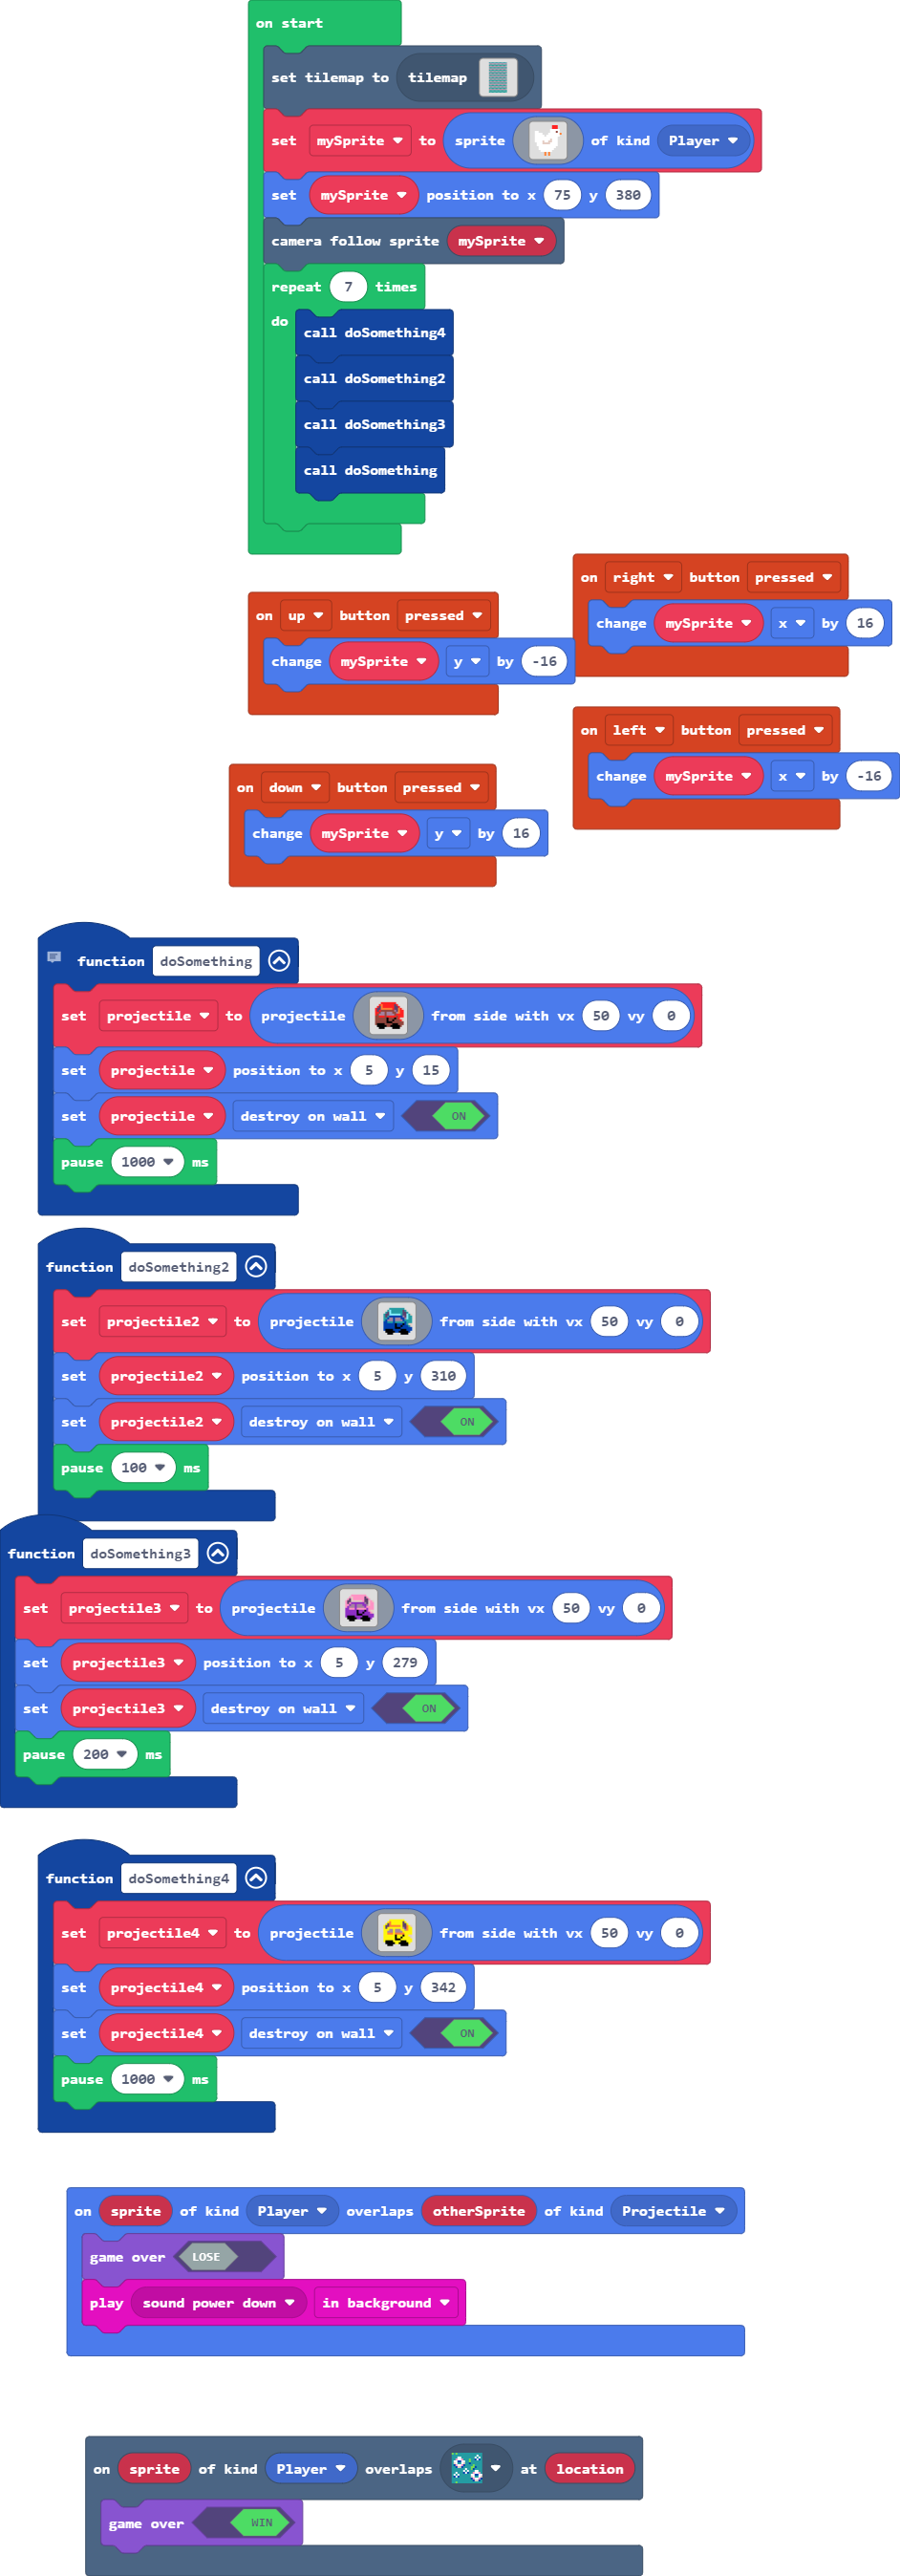 on start
set tilemap to tilemap
set mySprite to sprite of kind Player
set mySprite position to x 75 y 380
camera follow sprite mySprite
repeat 7 times
do
call doSomething4
call doSomething2
call doSomething3
call doSomething
on right button pressed
change mySprite x by 16
on up button pressed
change mySprite y by -16
on left button pressed
change mySprite x by -16
on down button pressed
change mySprite y by 16
function doSomething
set projectile to projectile from side with vx 50 vy 0
set projectile position to x 5 y 15
set projectile destroy on wall ON
pause 1000 ms
function doSomething2
set projectile2 to projectile from side with vx 50 vy 0
set projectile2 position to x 5 y 310
set projectile2 destroy on wall ON
pause 100 ms
function doSomething3
set projectile3 to projectile from side with vx 50 vy 0
set projectile3 position to x 5 y 279
set projectile3 destroy on wall ON
pause 200 ms
function doSomething4
set projectile4 to projectile from side with vx 50 vy 0
set projectile4 position to x 5 y 342
set projectile4 destroy on wall ON
pause 1000 ms
on sprite of kind Player overlaps otherSprite of kind Projectile
game over LOSE
play sound power down in background
on sprite of kind Player overlaps at location
game over WIN